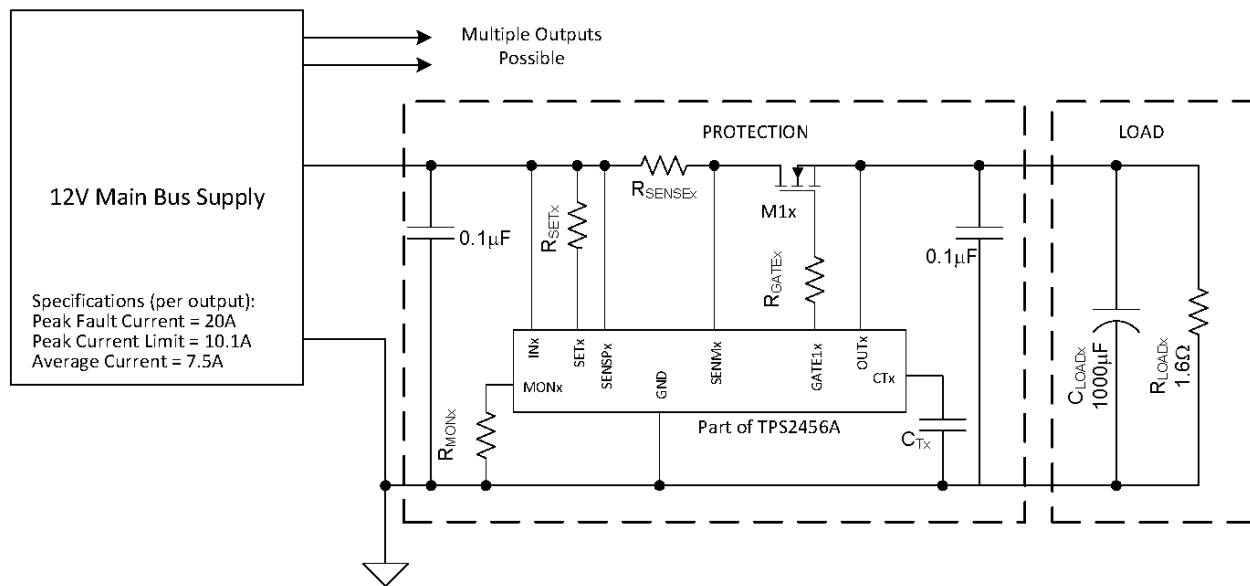 Multiple Outputs
Possible
12V Main Bus Supply
Specifications (per output):
Peak Fault Current = 20A
Peak Current Limit = 10.1A
Average Current = 7.5A
PROTECTION
R_SENSEx
M1x
0.1μF
R_SETx
R_GATEx
0.1μF
INx
SETx
SENSPx
GND
SENMx
GATE1x
OUTx
MONx
CTx
Part of TPS2456A
R_MONx
C_Tx
LOAD
C_LOADx
1000μF
R_LOADx
1.6Ω